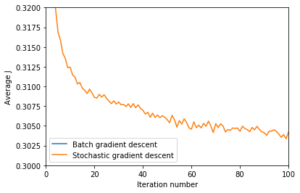 0.3200
0.3175
0.3150
0.3125
0.3100
0.3075
0.3050
0.3025
0.3000
Average J
Batch gradient descent
Stochastic gradient descent
0 20 40 60 80 100
Iteration number